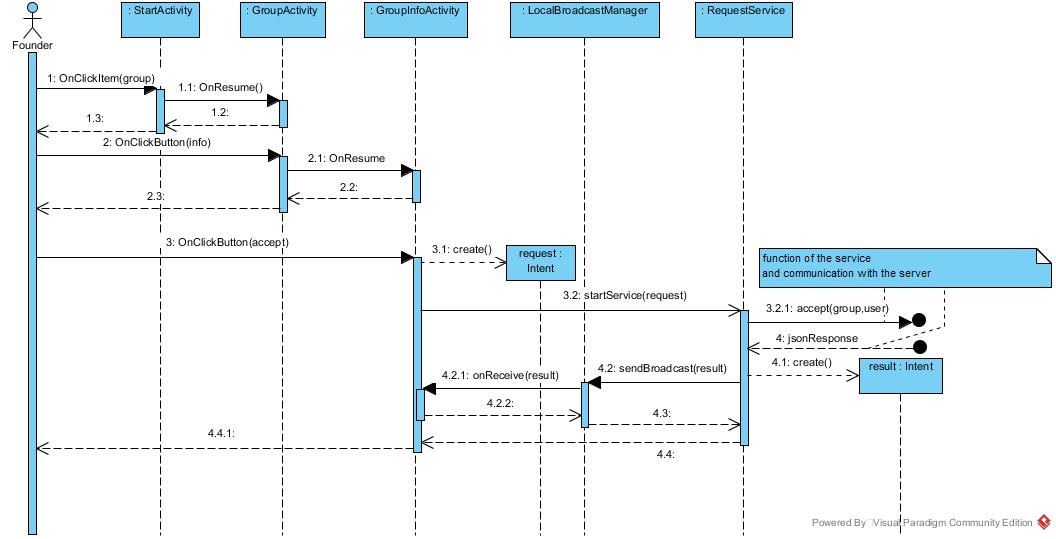 : StartActivity
: GroupActivity
: GroupInfoActivity
: LocalBroadcastManager
: RequestService
Founder
1: OnClickItem(group)
1.1: OnResume()
1.2:
1.3:
2: OnClickButton(info)
2.1: OnResume
2.2:
2.3:
3: OnClickButton(accept)
3.1: create()
request :
Intent
function of the service
and communication with the server
3.2: startService(request)
3.2.1: accept(group,user)
4: jsonResponse
4.1: create()
result : Intent
4.2: sendBroadcast(result)
4.2.1: onReceive(result)
4.2.2:
4.3:
4.4.1:
4.4:
Powered By Visual Paradigm Community Edition